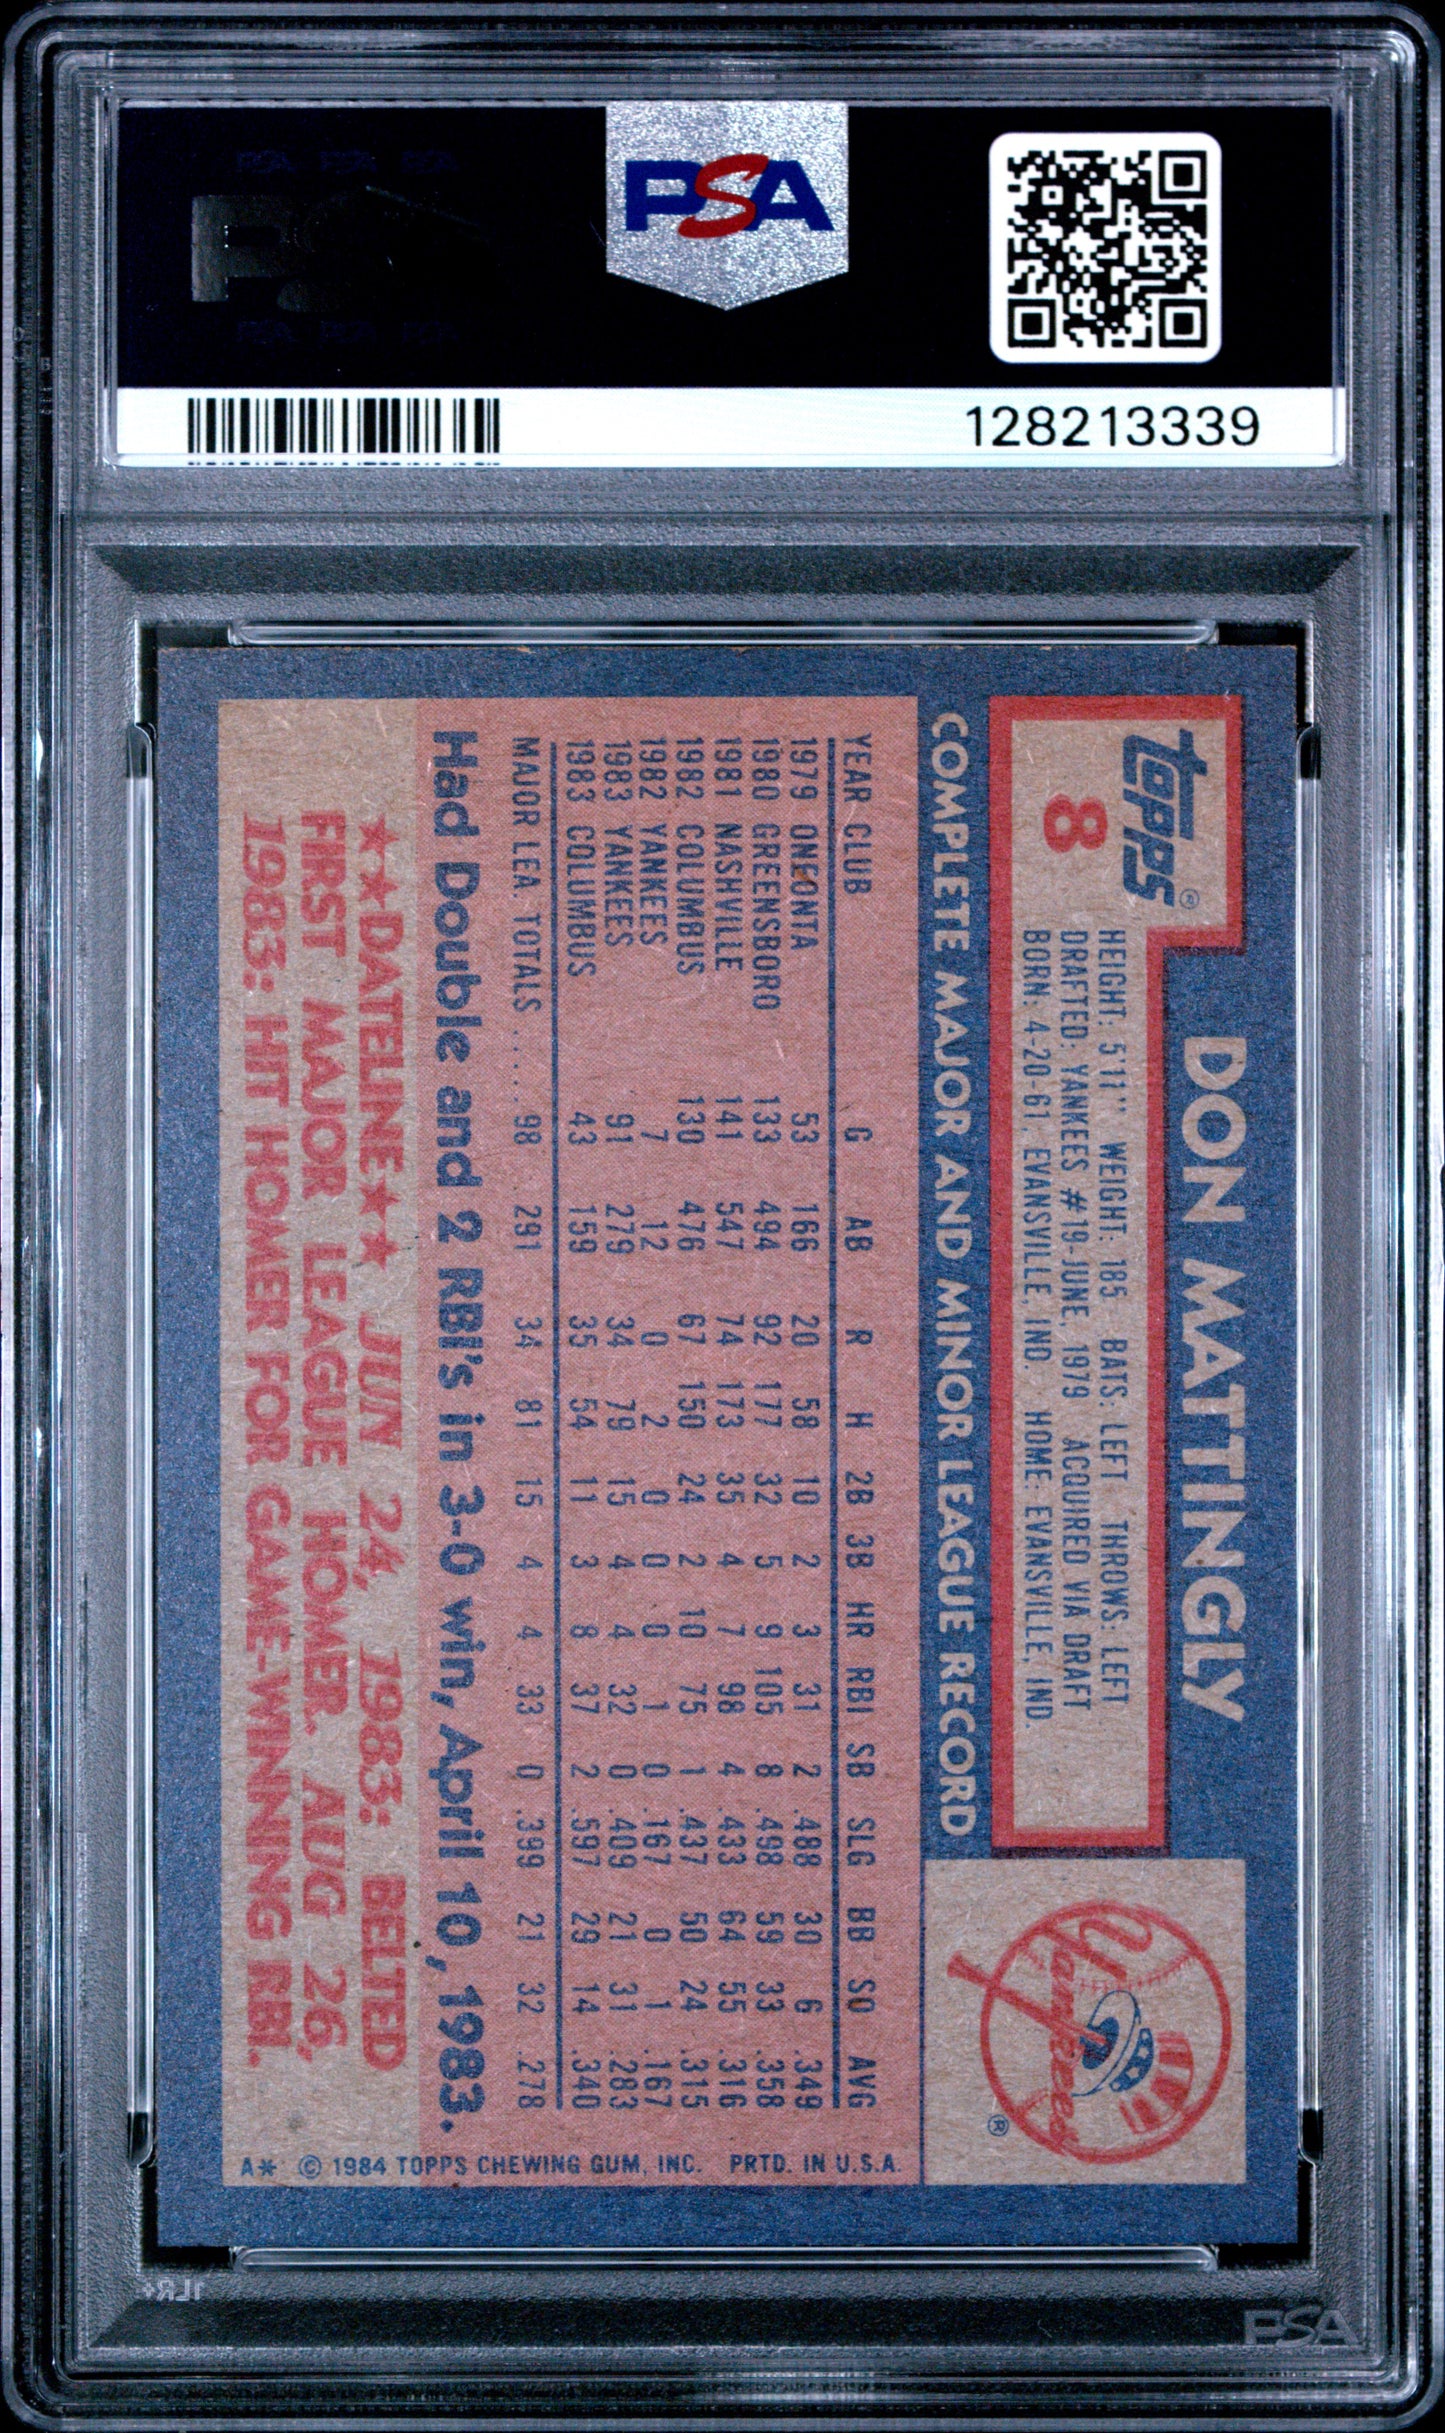 PSA
128213339
topps®
8
DON MATTINGLY
HEIGHT: 5'11" WEIGHT: 185 BATS: LEFT THROWS: LEFT
DRAFTED: YANKEES #19-JUNE, 1979 ACQUIRED VIA DRAFT
BORN: 4-20-61, EVANSVILLE, IND. HOME: EVANSVILLE, IND.
Yankees
®
COMPLETE MAJOR AND MINOR LEAGUE RECORD
YEAR CLUB G AB R H 2B 3B HR RBI SB SLG BB SO AVG
1979 ONEONTA 53 166 20 58 10 2 3 31 2 .488 30 6 .349
1980 GREENSBORO 133 494 92 177 32 5 9 105 8 .498 59 33 .358
1981 NASHVILLE 141 547 74 173 35 4 7 98 4 .433 64 55 .316
1982 COLUMBUS 130 476 67 150 24 2 10 75 1 .437 50 24 .315
1982 YANKEES 7 12 0 2 0 0 0 1 0 .167 0 1 .167
1983 YANKEES 91 279 34 79 15 4 4 32 0 .409 21 31 .283
1983 COLUMBUS 43 159 35 54 11 3 8 37 2 .597 29 14 .340
MAJOR LEA. TOTALS ..... 98 291 34 81 15 4 4 33 0 .399 21 32 .278
Had Double and 2 RBI's in 3-0 win, April 10, 1983.
★★DATELINE★★ JUN 24, 1983: BELTED
FIRST MAJOR LEAGUE HOMER. AUG 26,
1983: HIT HOMER FOR GAME-WINNING RBI.
A* © 1984 TOPPS CHEWING GUM, INC. PRTD. IN U.S.A.
PSA